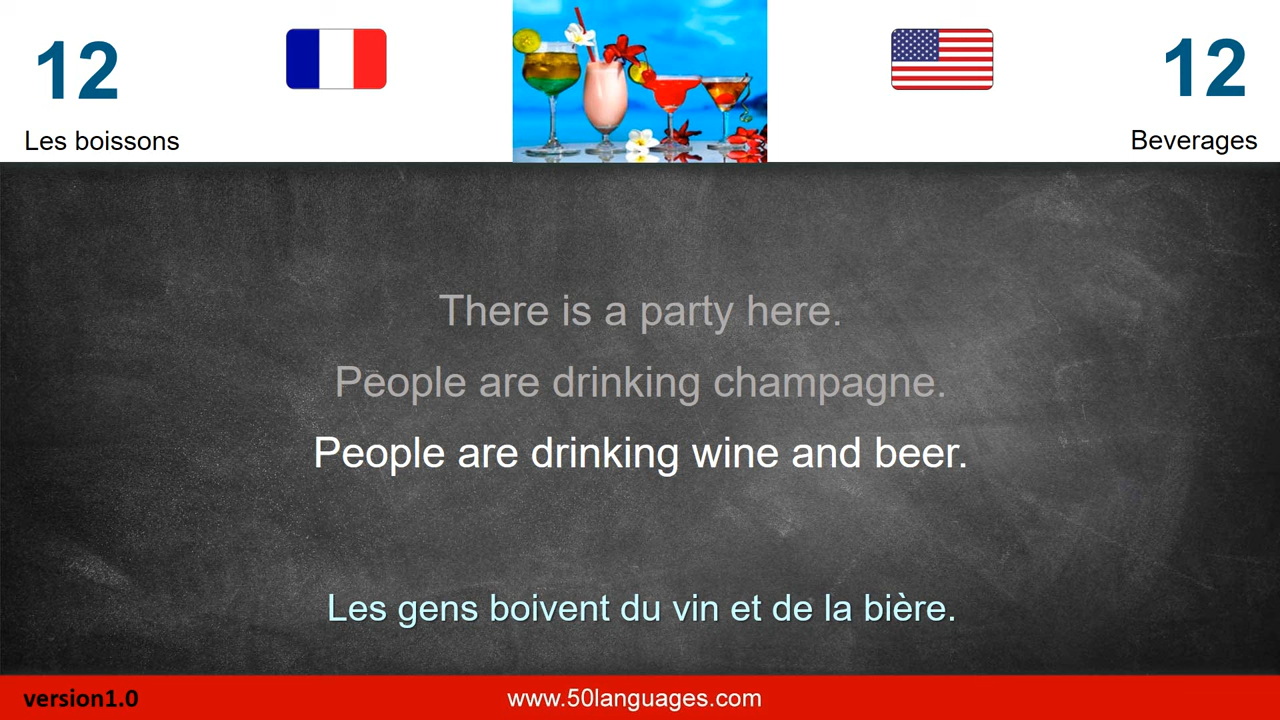 12
12
Les boissons
Beverages
There is a party here.
People are drinking champagne.
People are drinking wine and beer.
Les gens boivent du vin et de la bière.
version1.0
www.50languages.com